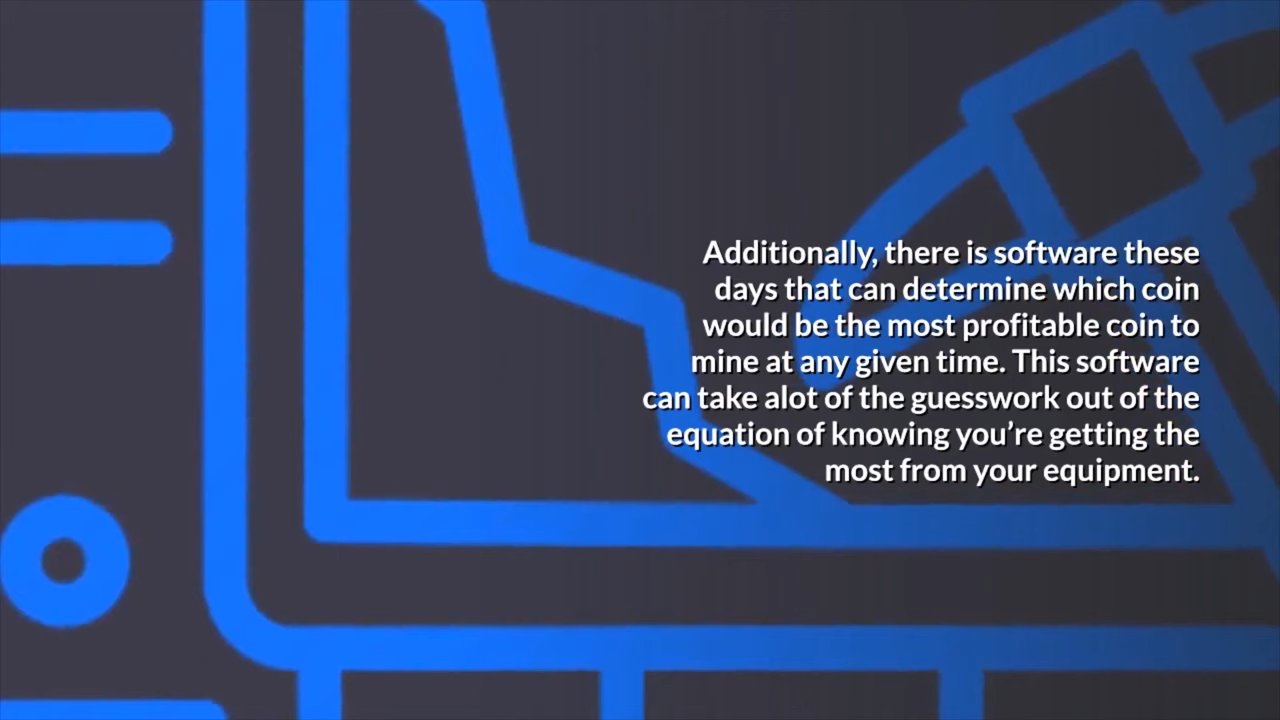 Additionally, there is software these
days that can determine which coin
would be the most profitable coin to
mine at any given time. This software
can take alot of the guesswork out of the
equation of knowing you’re getting the
most from your equipment.